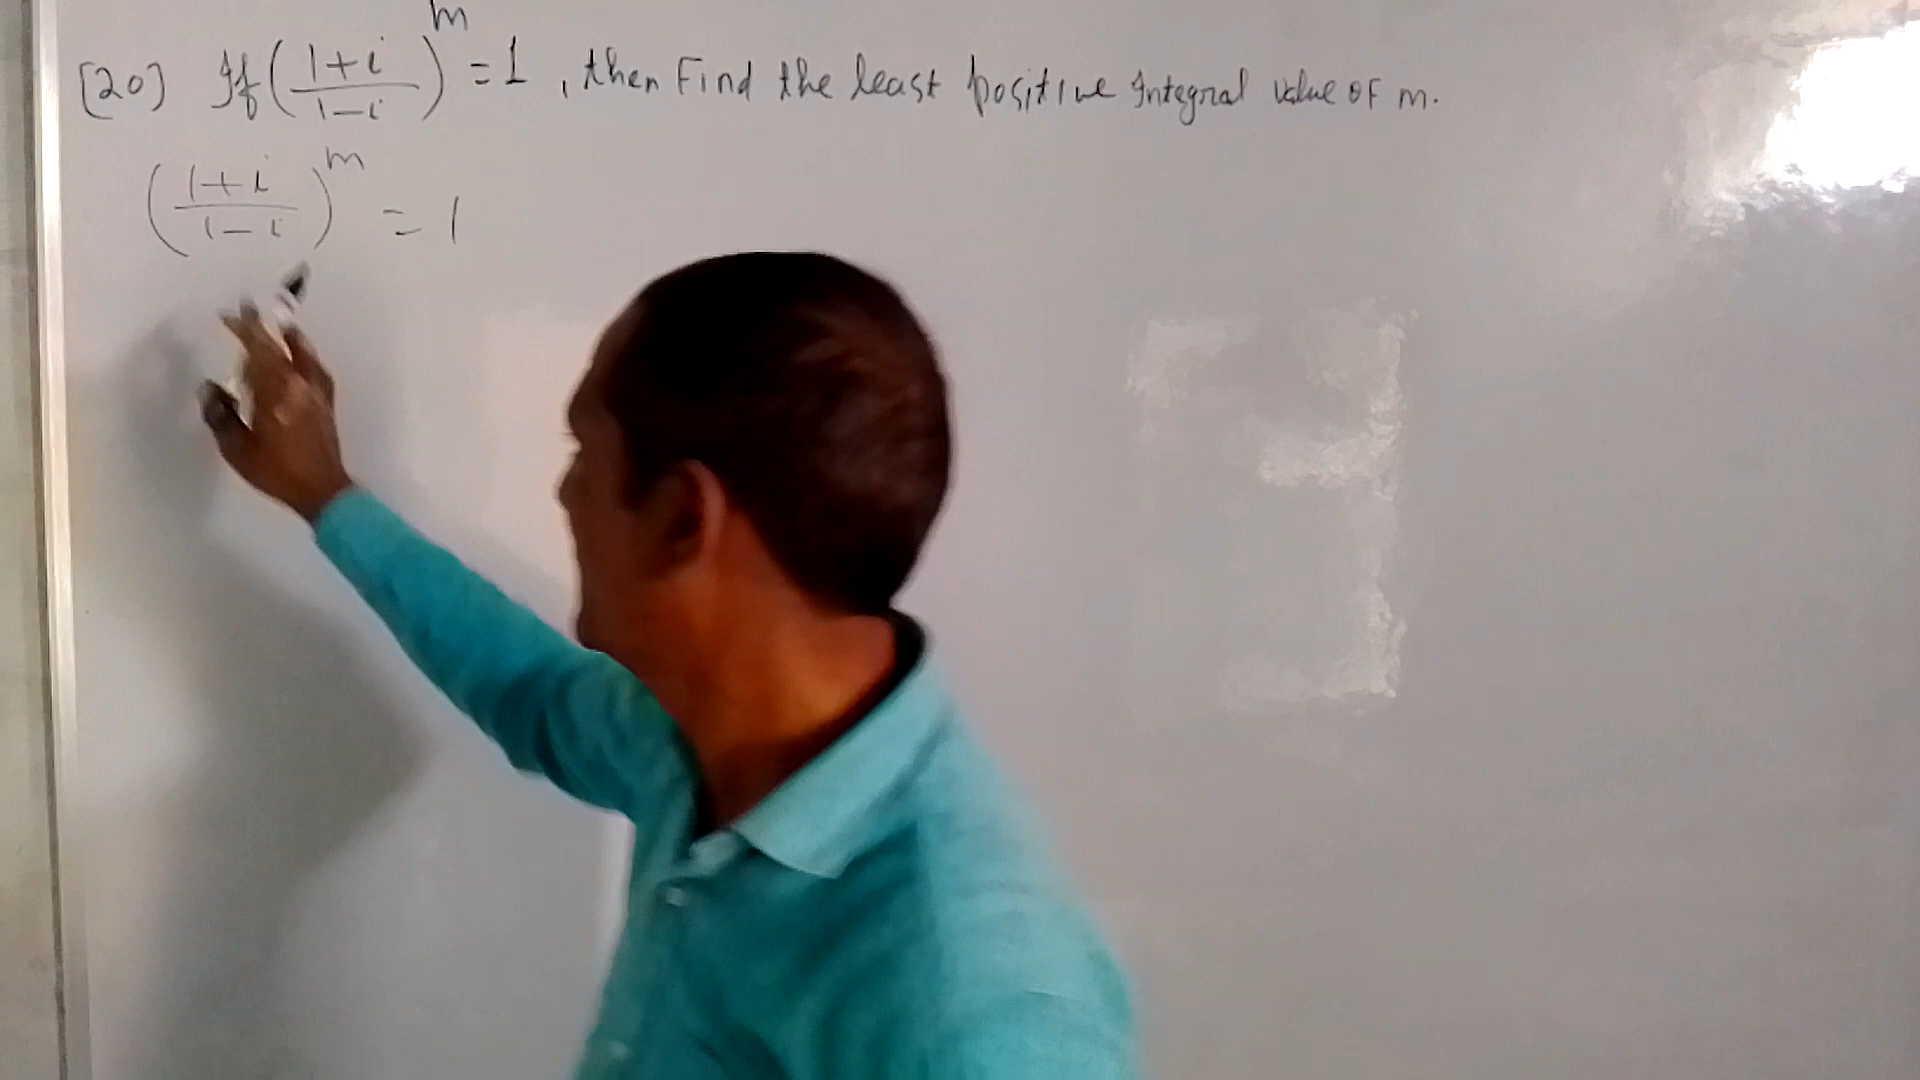 [20] If ((1+i)/(1-i))^m = 1, then Find the least positive Integral value of m.
((1+i)/(1-i))^m = 1